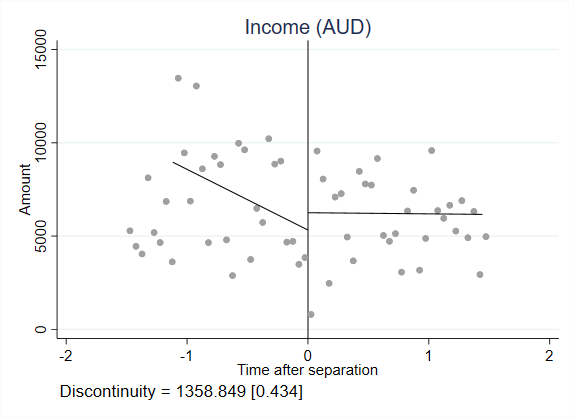 Income (AUD)
15000
10000
5000
0
Amount
-2 -1 0 1 2
Time after separation
Discontinuity = 1358.849 [0.434]